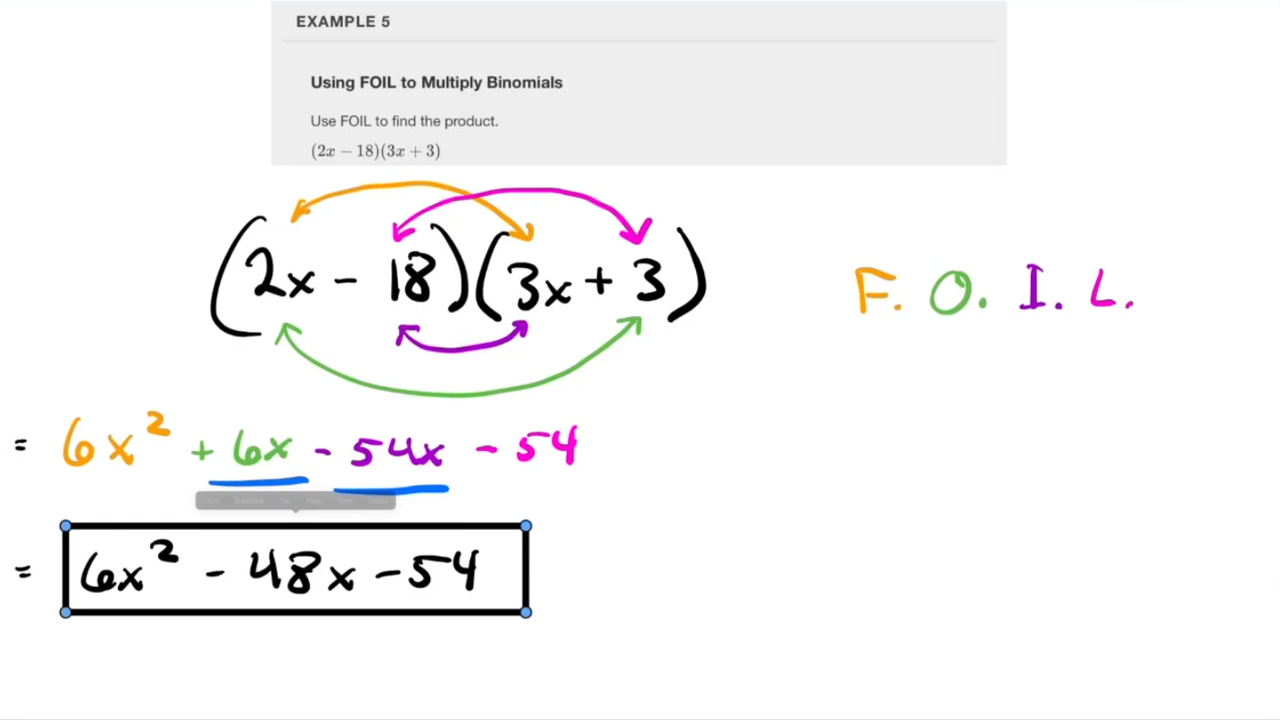 EXAMPLE 5
Using FOIL to Multiply Binomials
Use FOIL to find the product.
(2x − 18)(3x + 3)
(2x - 18)(3x + 3)
F. O. I. L.
= 6x² + 6x - 54x - 54
= 6x² - 48x - 54